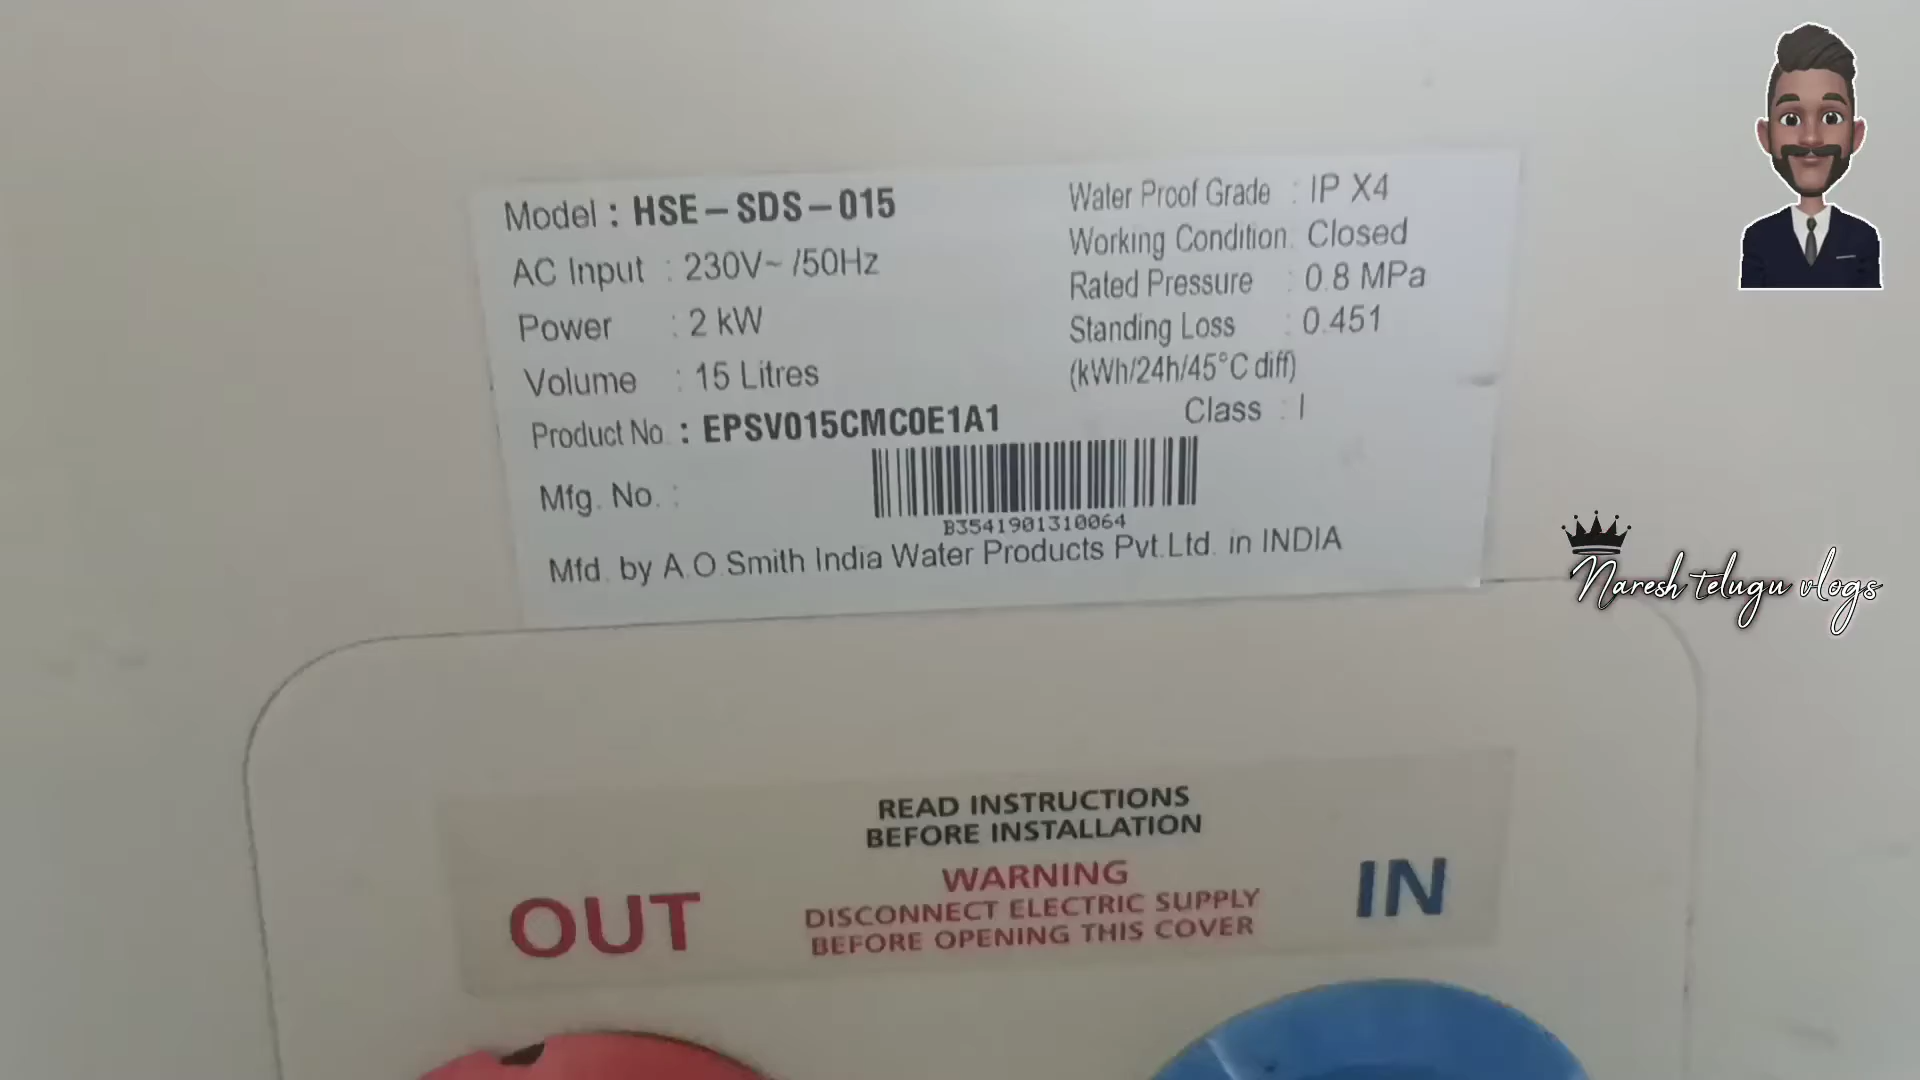 Model : HSE-SDS-015
AC Input : 230V~ /50Hz
Power : 2 kW
Volume : 15 Litres
Product No. : EPSV015CMC0E1A1
Mfg. No. :
B3541901310064
Water Proof Grade : IP X4
Working Condition: Closed
Rated Pressure : 0.8 MPa
Standing Loss : 0.451
(kWh/24h/45°C diff)
Class : I
Mfd. by A.O.Smith India Water Products Pvt.Ltd. in INDIA
Naresh telugu vlogs
READ INSTRUCTIONS
BEFORE INSTALLATION
WARNING
DISCONNECT ELECTRIC SUPPLY
BEFORE OPENING THIS COVER
OUT
IN